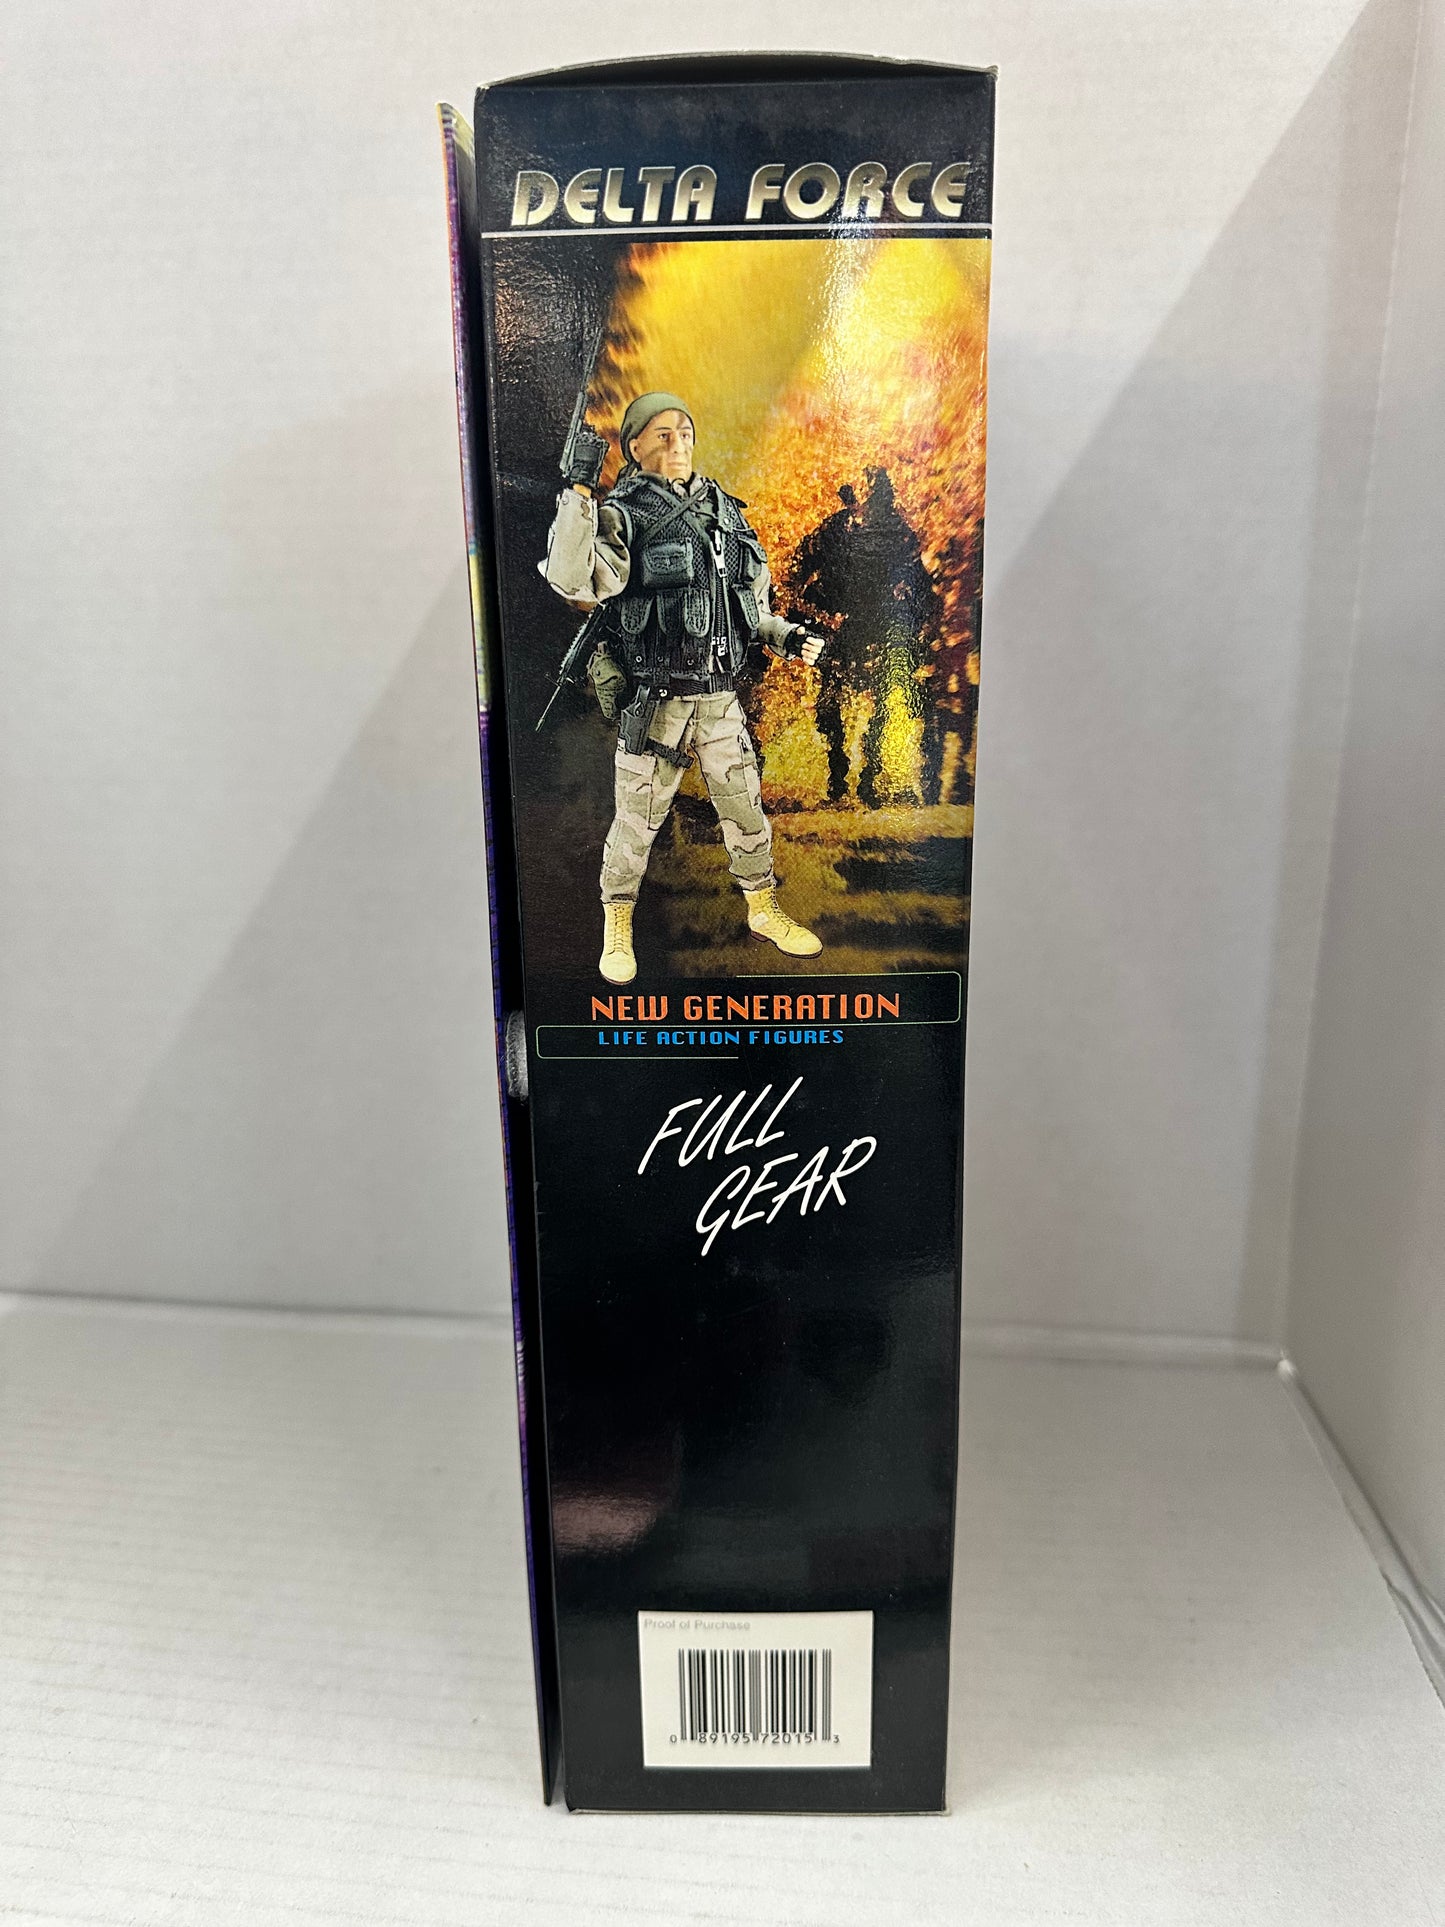 DELTA FORCE
NEW GENERATION
LIFE ACTION FIGURES
FULL
GEAR
Proof of Purchase
0 89195 72015 3